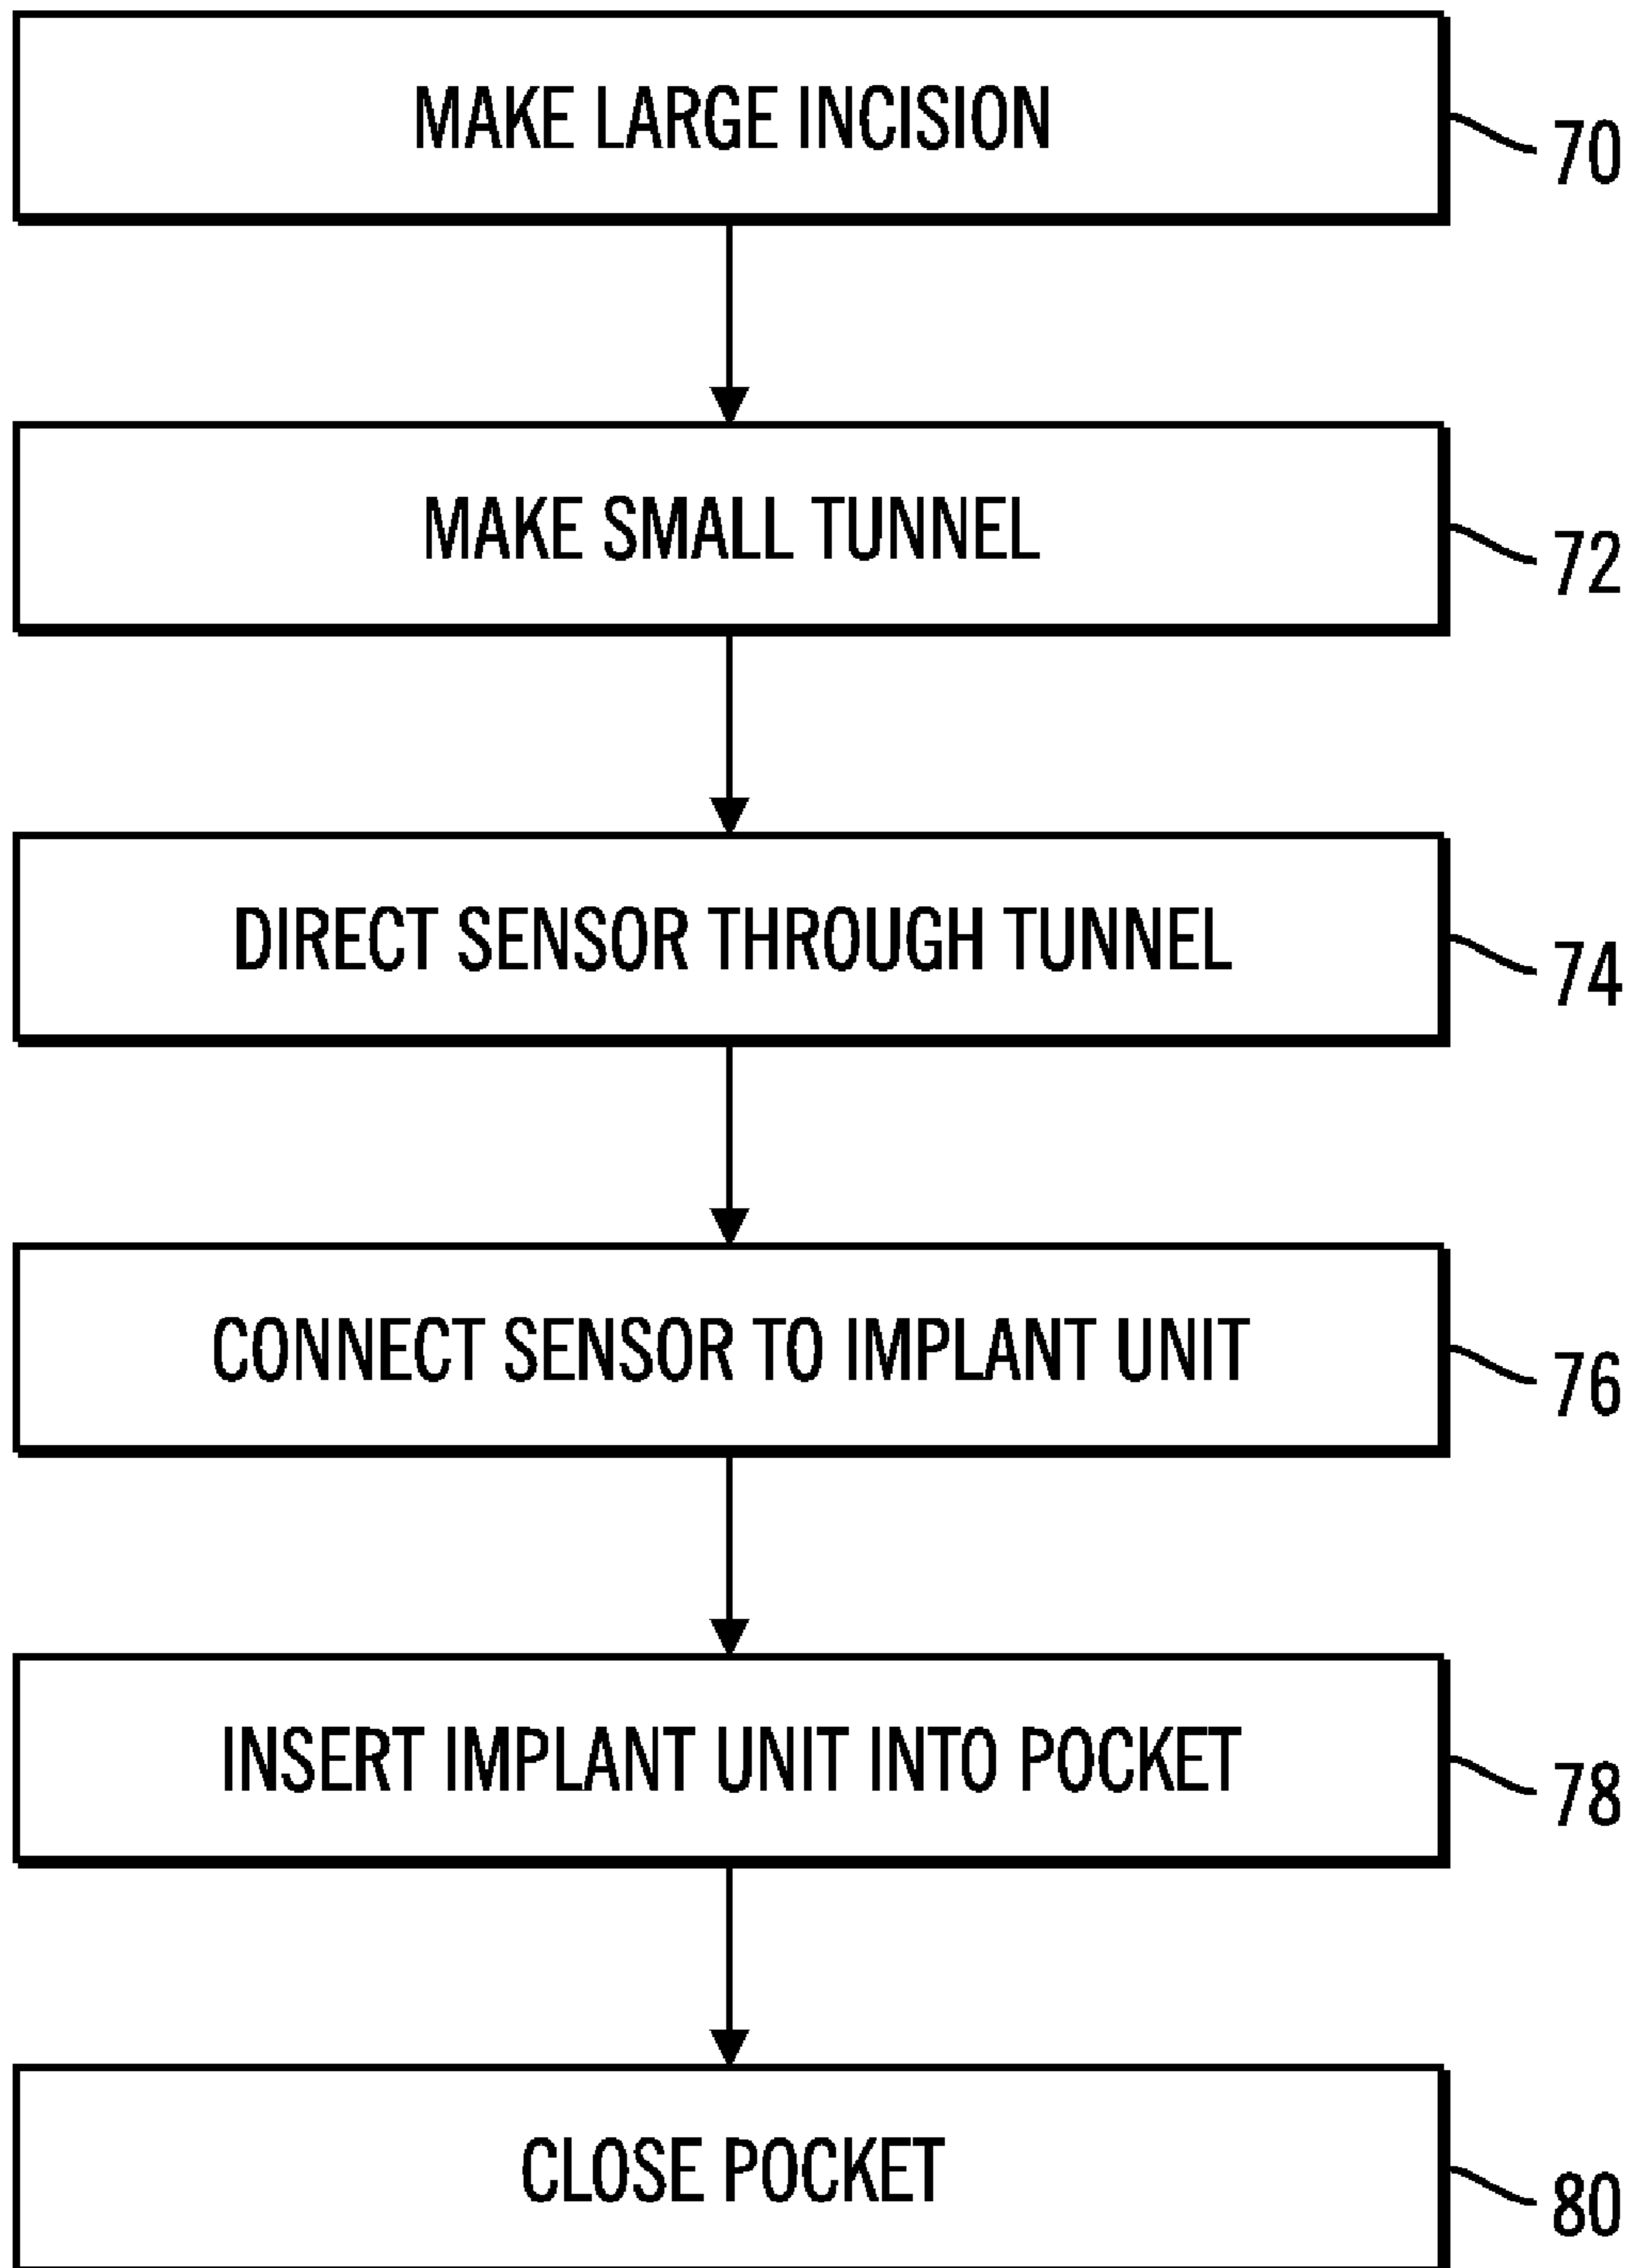 MAKE LARGE INCISION
70
MAKE SMALL TUNNEL
72
DIRECT SENSOR THROUGH TUNNEL
74
CONNECT SENSOR TO IMPLANT UNIT
76
INSERT IMPLANT UNIT INTO POCKET
78
CLOSE POCKET
80